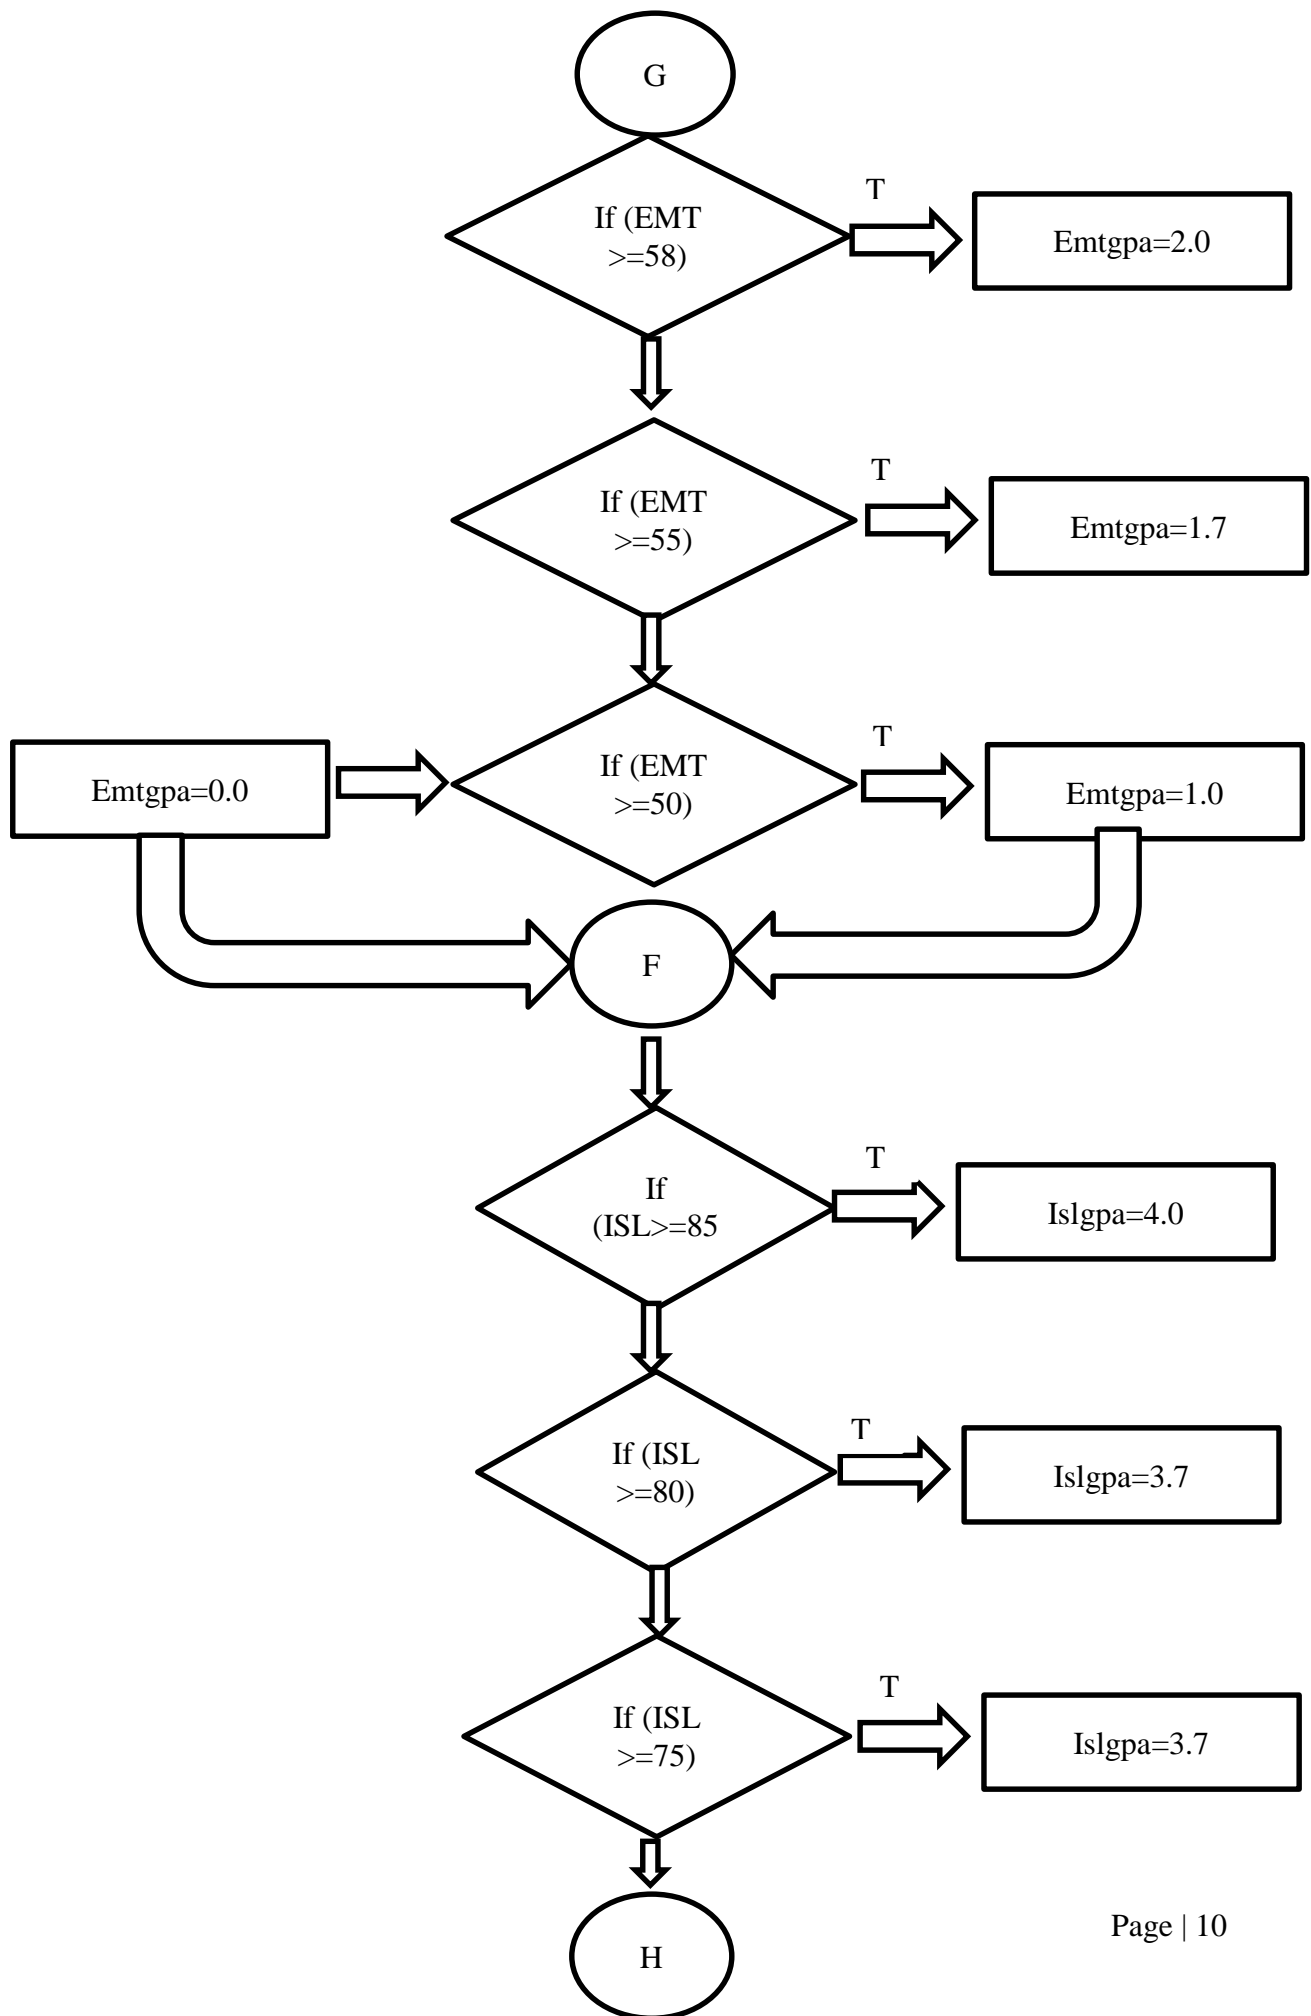 G
T
If (EMT
>=58)
Emtgpa=2.0
T
If (EMT
>=55)
Emtgpa=1.7
T
Emtgpa=0.0
If (EMT
>=50)
Emtgpa=1.0
F
T
If
(ISL>=85
Islgpa=4.0
T
If (ISL
>=80)
Islgpa=3.7
T
If (ISL
>=75)
Islgpa=3.7
Page | 10
H